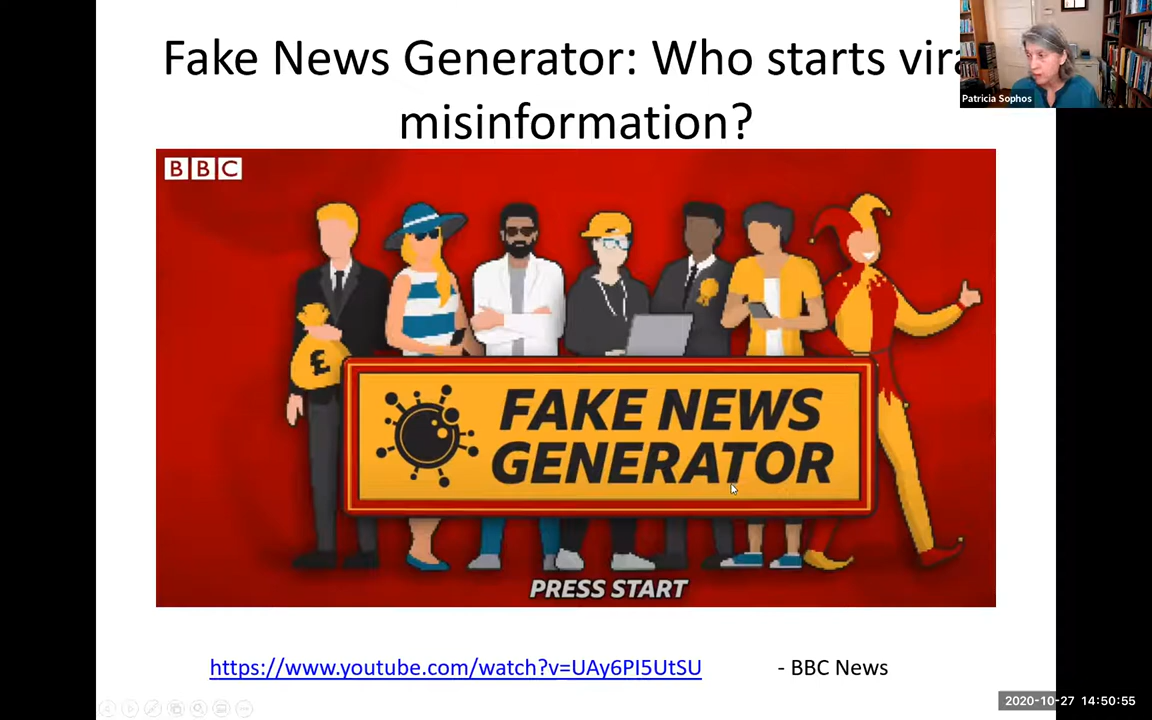 Fake News Generator: Who starts vira
misinformation?
Patricia Sophos
BBC
£
FAKE NEWS
GENERATOR
PRESS START
https://www.youtube.com/watch?v=UAy6PI5UtSU - BBC News
2020-10-27 14:50:55